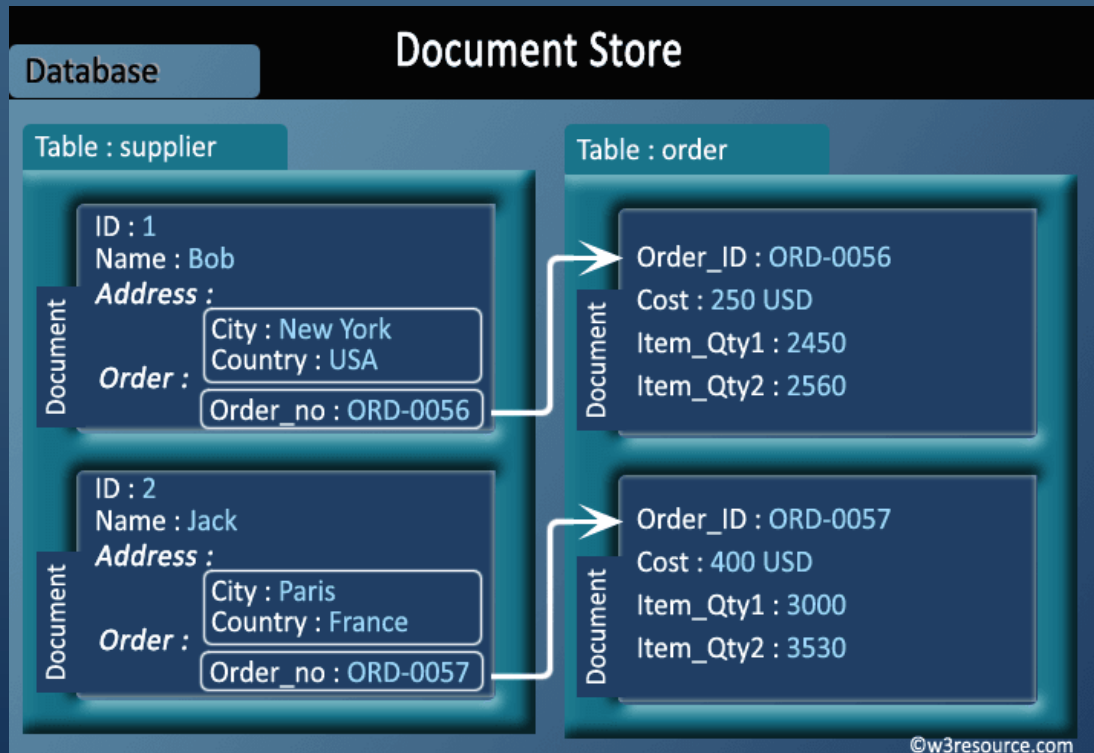 Document Store
Database
Table : supplier
Document
ID : 1
Name : Bob
Address :
City : New York
Country : USA
Order :
Order_no : ORD-0056
Document
ID : 2
Name : Jack
Address :
City : Paris
Country : France
Order :
Order_no : ORD-0057
Table : order
Document
Order_ID : ORD-0056
Cost : 250 USD
Item_Qty1 : 2450
Item_Qty2 : 2560
Document
Order_ID : ORD-0057
Cost : 400 USD
Item_Qty1 : 3000
Item_Qty2 : 3530
©w3resource.com